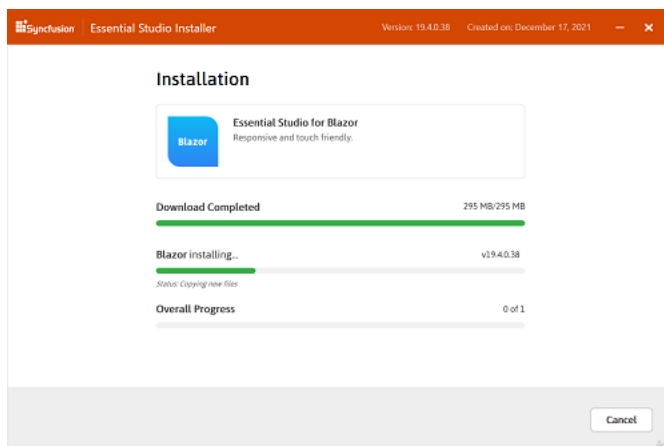 Syncfusion Essential Studio Installer Version: 19.4.0.38 Created on: December 17, 2021
Installation
Essential Studio for Blazor
Blazor
Responsive and touch friendly.
Download Completed 295 MB/295 MB
Blazor installing... v19.4.0.38
Status: Copying new files
Overall Progress 0 of 1
Cancel